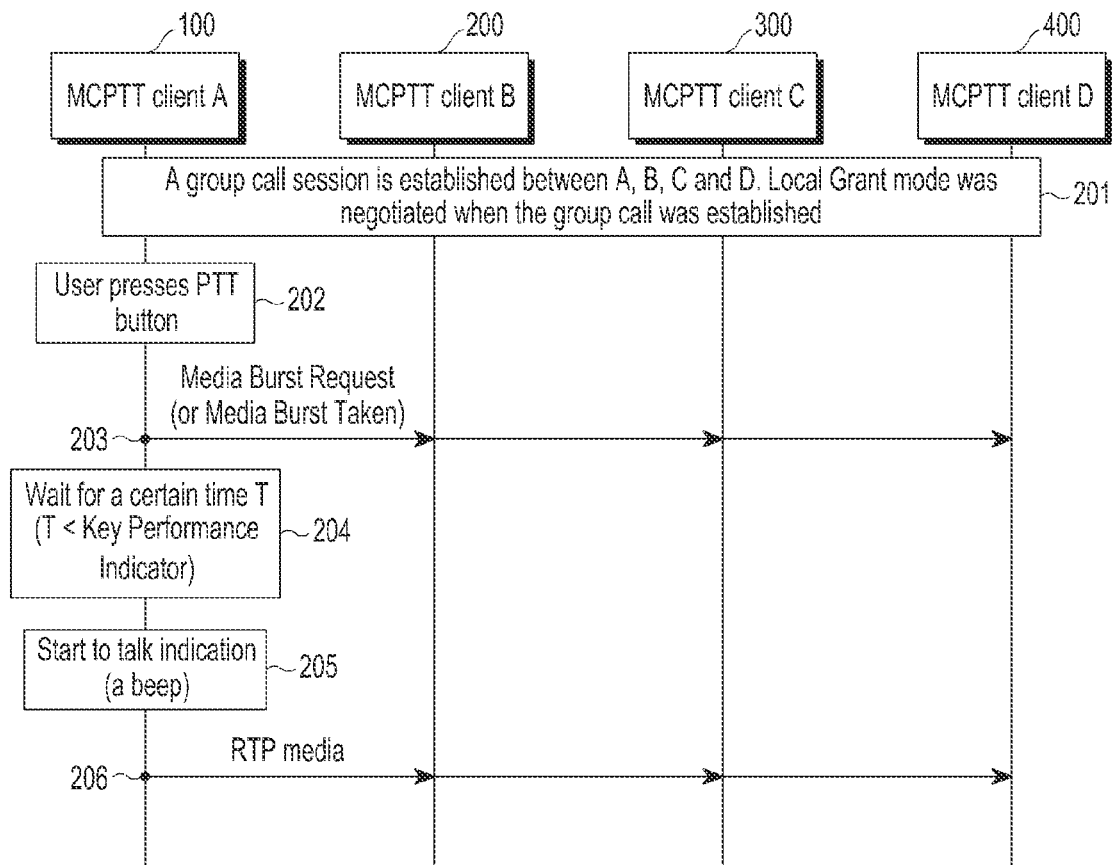 100
200
300
400
MCPTT client A
MCPTT client B
MCPTT client C
MCPTT client D
A group call session is established between A, B, C and D. Local Grant mode was
negotiated when the group call was established
201
User presses PTT
button
202
Media Burst Request
(or Media Burst Taken)
203
Wait for a certain time T
(T < Key Performance
Indicator)
204
Start to talk indication
(a beep)
205
RTP media
206